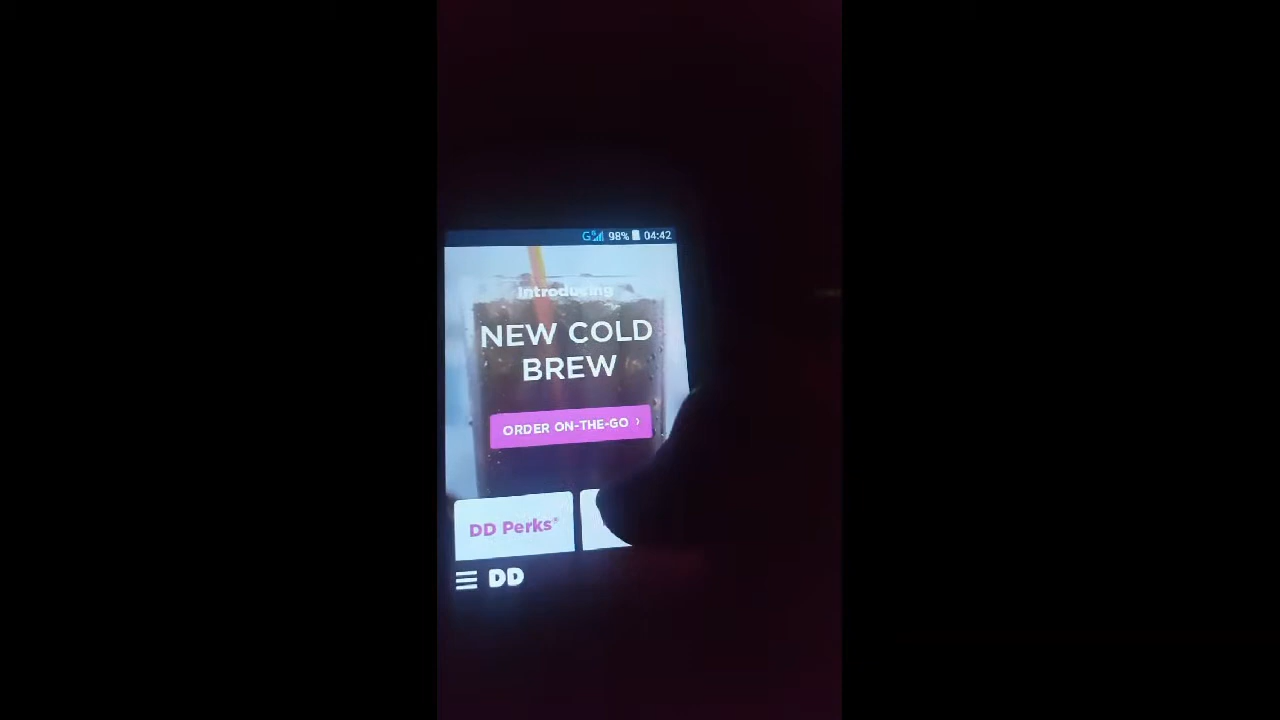 G 98% 04:42
Introducing
NEW COLD
BREW
ORDER ON-THE-GO ›
DD Perks®
DD